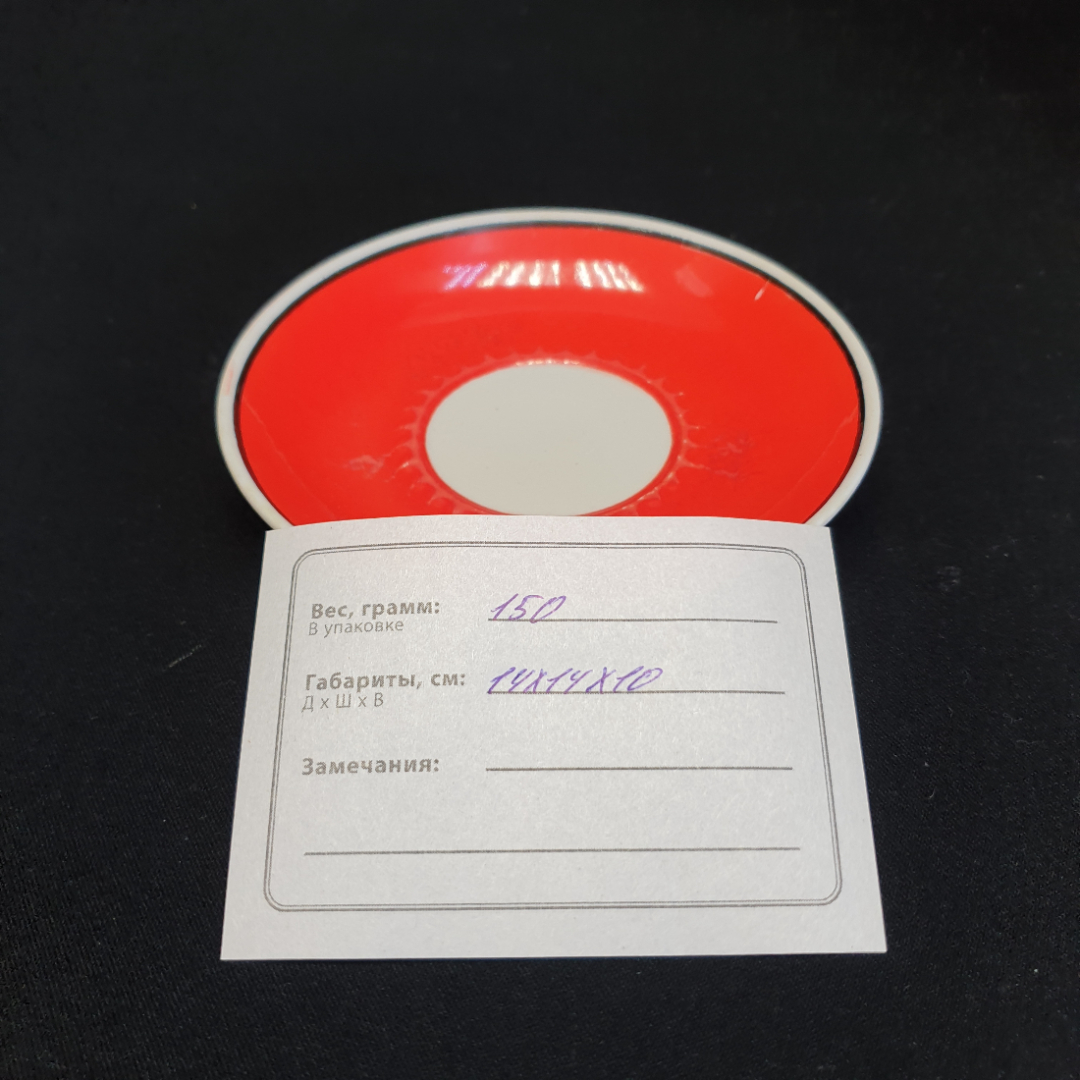 Вес, грамм: 150
В упаковке
Габариты, см: 14х14х10
Д х Ш х В
Замечания: